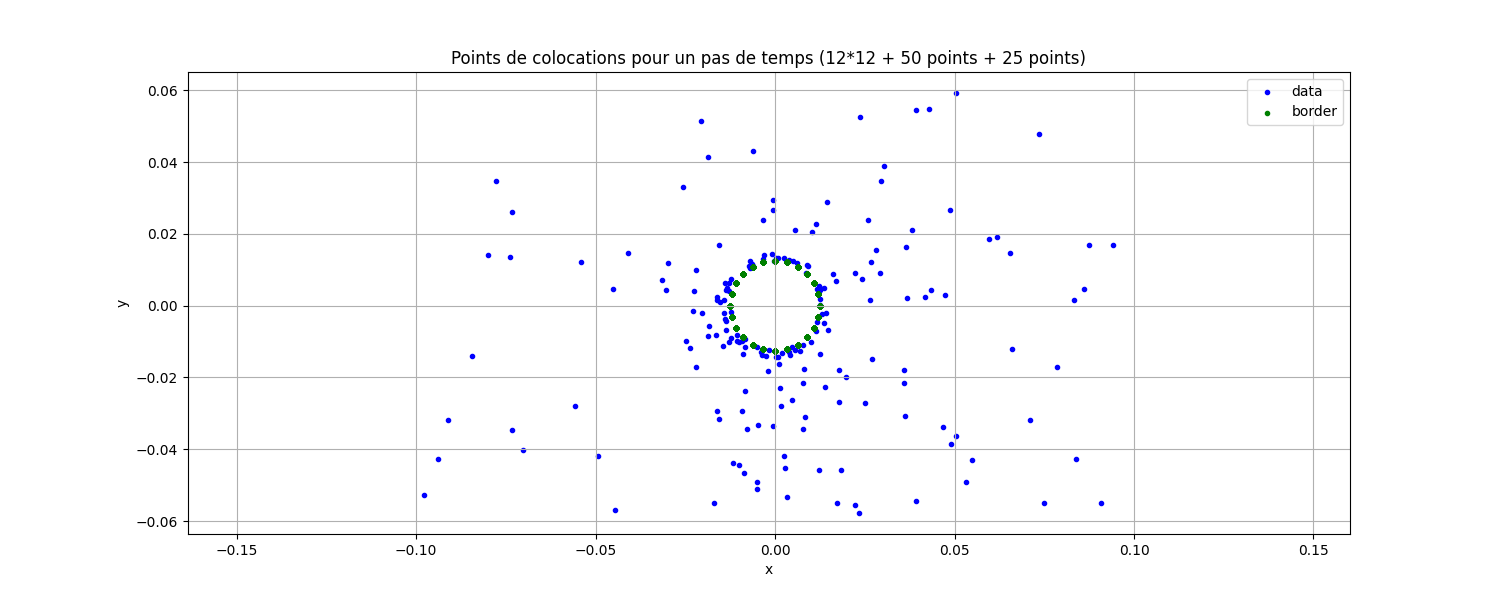 Points de colocations pour un pas de temps (12*12 + 50 points + 25 points)
data
border
0.06
0.04
0.02
0.00
−0.02
−0.04
−0.06
y
−0.15
−0.10
−0.05
0.00
0.05
0.10
0.15
x